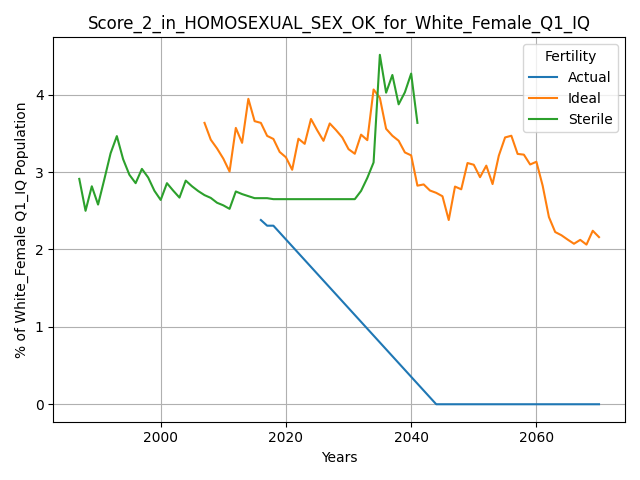 Score_2_in_HOMOSEXUAL_SEX_OK_for_White_Female_Q1_IQ
Fertility
Actual
Ideal
Sterile
% of White_Female Q1_IQ Population
4
3
2
1
0
2000 2020 2040 2060
Years